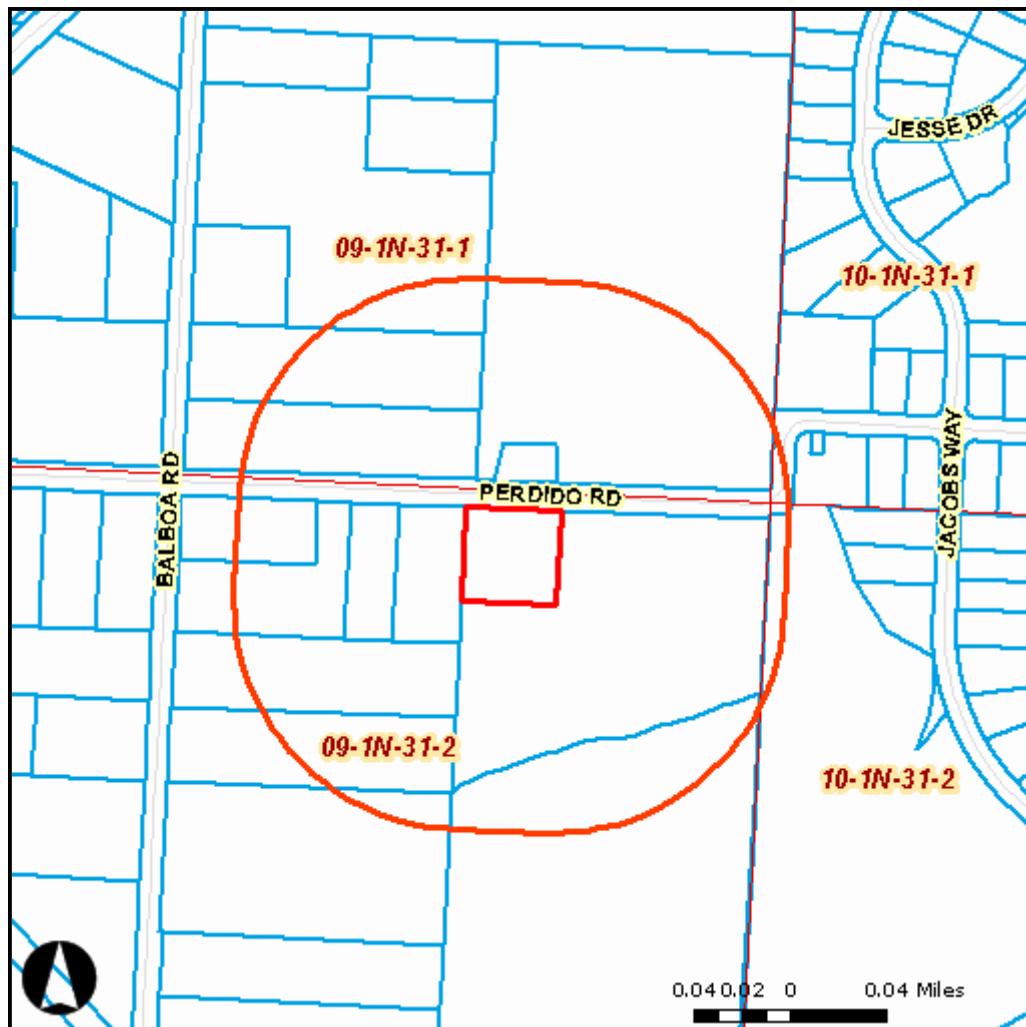 JESSE DR
09-1N-31-1
10-1N-31-1
BALBOA RD
PERDIDO RD
JACOBS WAY
09-1N-31-2
10-1N-31-2
0.04 0.02 0 0.04 Miles